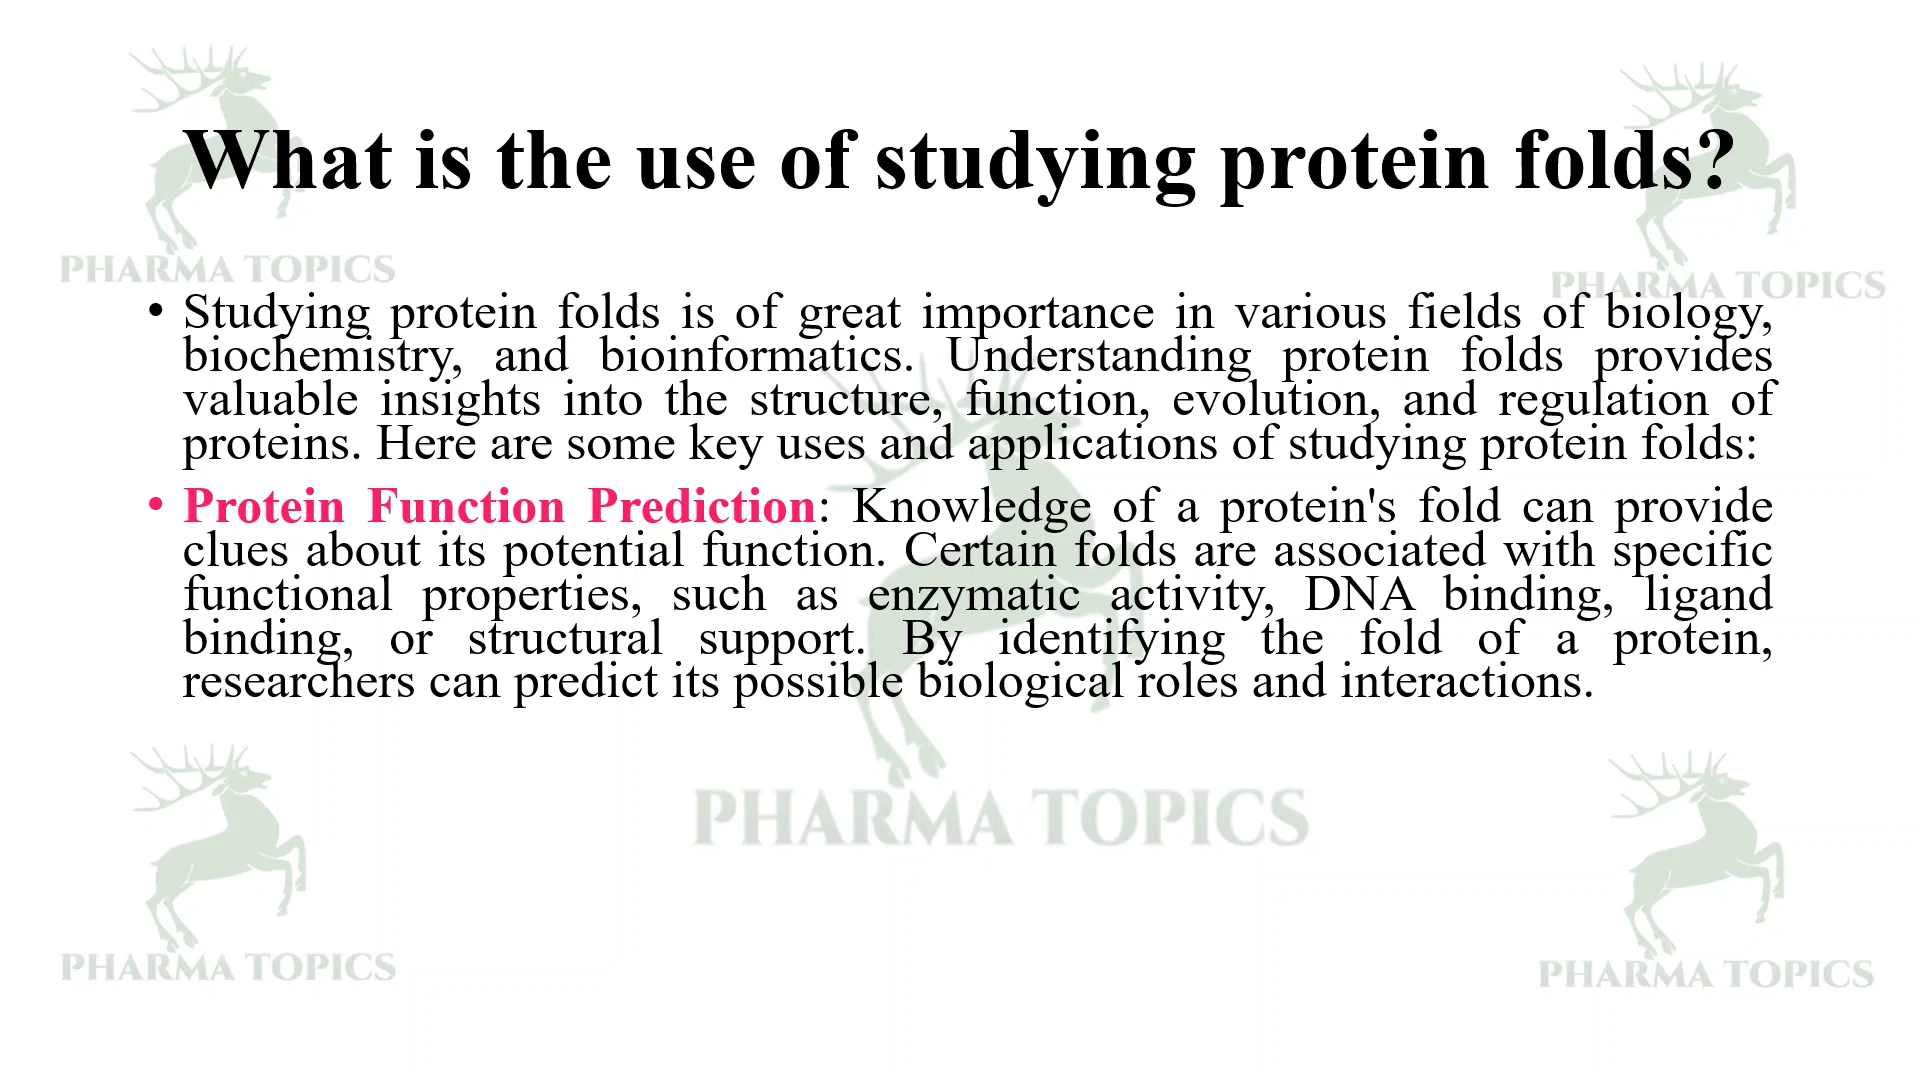 What is the use of studying protein folds?
PHARMA TOPICS
PHARMA TOPICS
• Studying protein folds is of great importance in various fields of biology,
biochemistry, and bioinformatics. Understanding protein folds provides
valuable insights into the structure, function, evolution, and regulation of
proteins. Here are some key uses and applications of studying protein folds:
• Protein Function Prediction: Knowledge of a protein's fold can provide
clues about its potential function. Certain folds are associated with specific
functional properties, such as enzymatic activity, DNA binding, ligand
binding, or structural support. By identifying the fold of a protein,
researchers can predict its possible biological roles and interactions.
PHARMA TOPICS
PHARMA TOPICS
PHARMA TOPICS